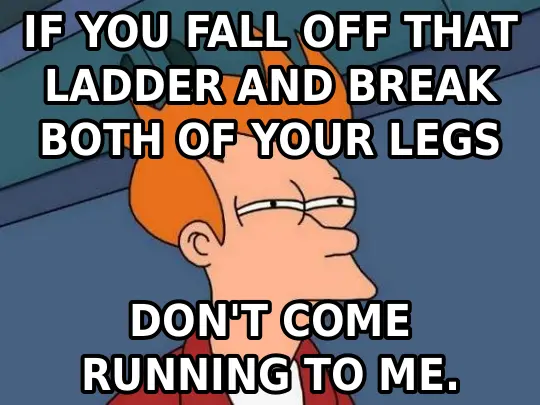 IF YOU FALL OFF THAT
LADDER AND BREAK
BOTH OF YOUR LEGS
DON'T COME
RUNNING TO ME.